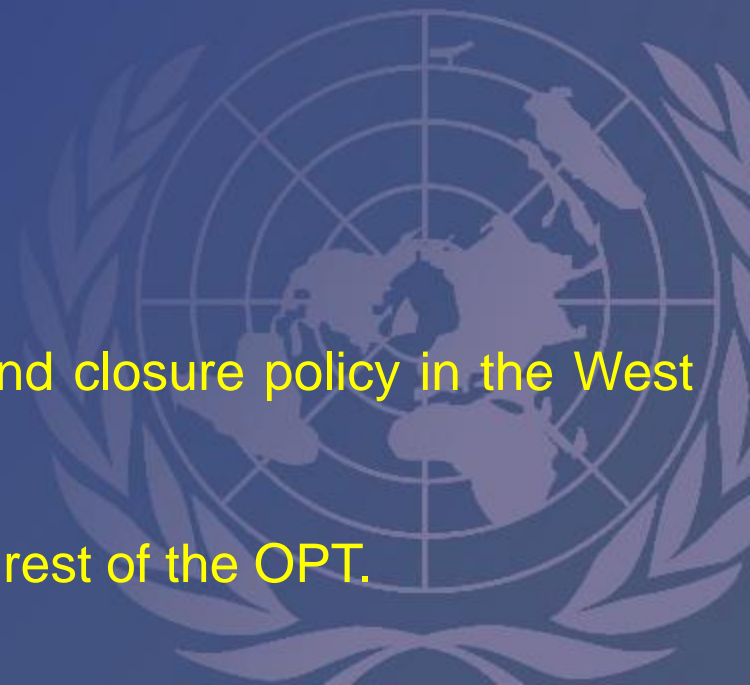 nd closure policy in the West
rest of the OPT.